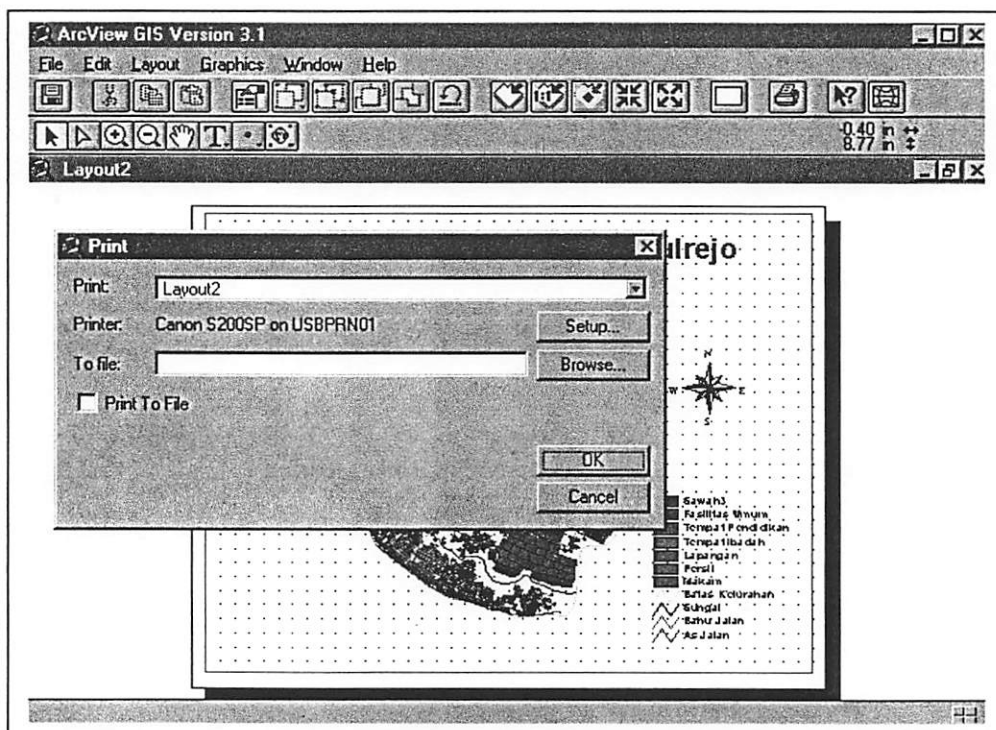 ArcView GIS Version 3.1
File Edit Layout Graphics Window Help
T
-0.40 in
8.77 in
Layout2
ulrejo
Print
Print: Layout2
Printer: Canon S200SP on USBPRN01
Setup...
To file:
Browse...
Print To File
OK
Cancel
N
W E
S
Sawah3
Fasilitas Umum
Tempat Pendidikan
Tempat Ibadah
Lapangan
Persil
Makam
Batas Kelurahan
Sungai
Bahu Jalan
As Jalan